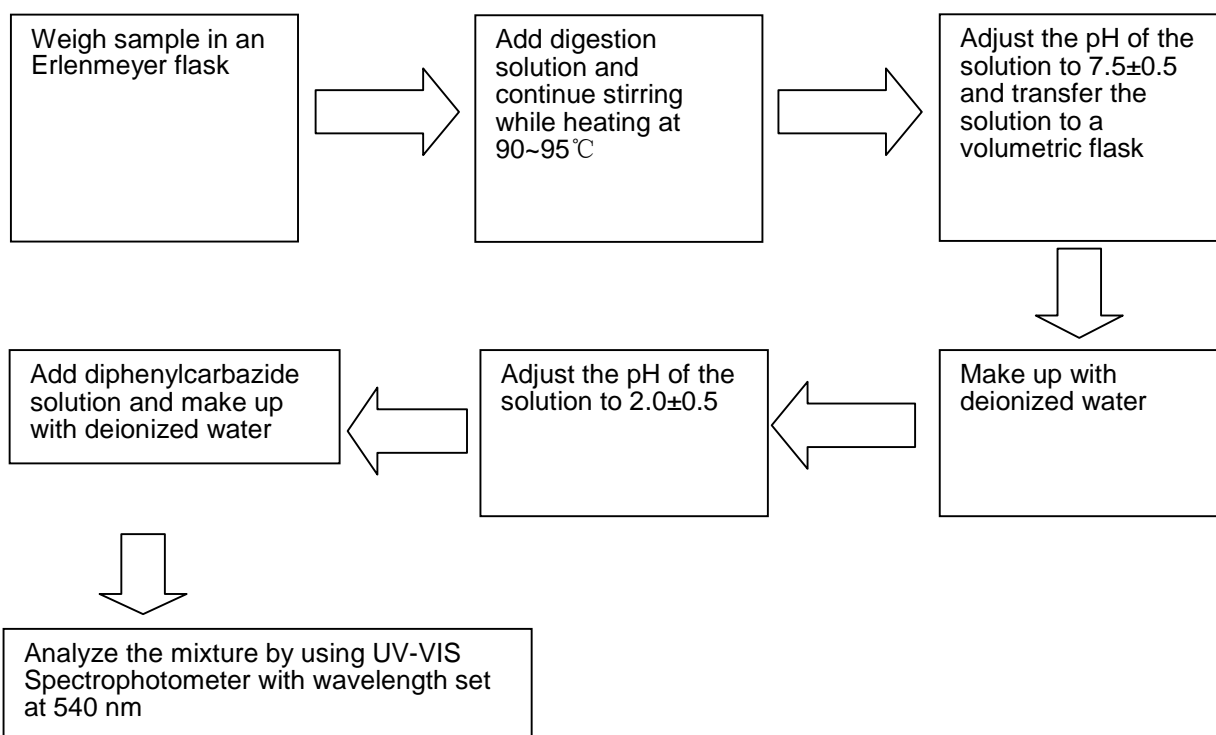 Weigh sample in an
Erlenmeyer flask
Add digestion
solution and
continue stirring
while heating at
90~95℃
Adjust the pH of the
solution to 7.5±0.5
and transfer the
solution to a
volumetric flask
Make up with
deionized water
Adjust the pH of the
solution to 2.0±0.5
Add diphenylcarbazide
solution and make up
with deionized water
Analyze the mixture by using UV-VIS
Spectrophotometer with wavelength set
at 540 nm